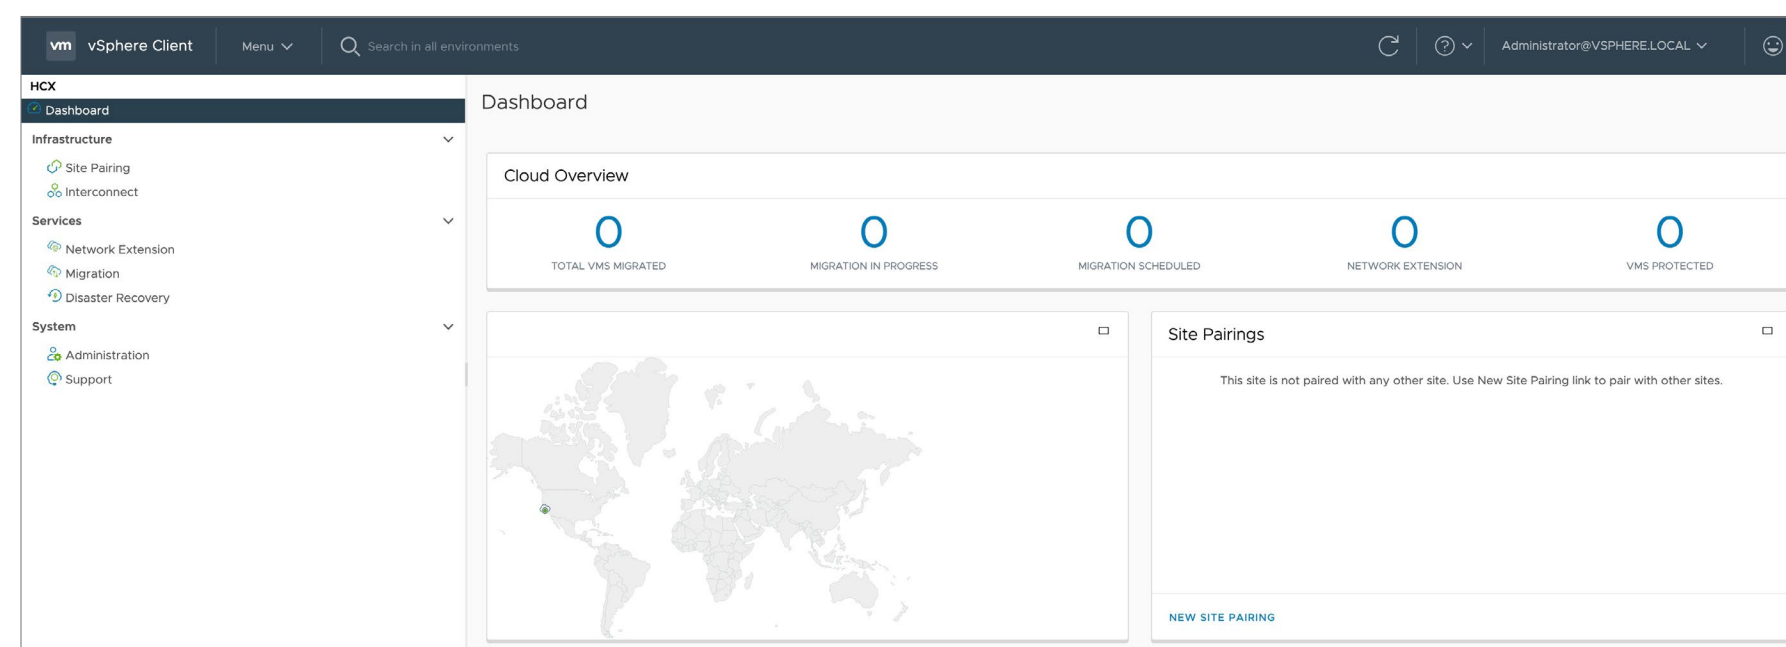 vm vSphere Client Menu Search in all environments Administrator@VSPHERE.LOCAL
HCX
Dashboard
Infrastructure
Site Pairing
Interconnect
Services
Network Extension
Migration
Disaster Recovery
System
Administration
Support
Dashboard
Cloud Overview
0 0 0 0 0
TOTAL VMS MIGRATED MIGRATION IN PROGRESS MIGRATION SCHEDULED NETWORK EXTENSION VMS PROTECTED
Site Pairings
This site is not paired with any other site. Use New Site Pairing link to pair with other sites.
NEW SITE PAIRING